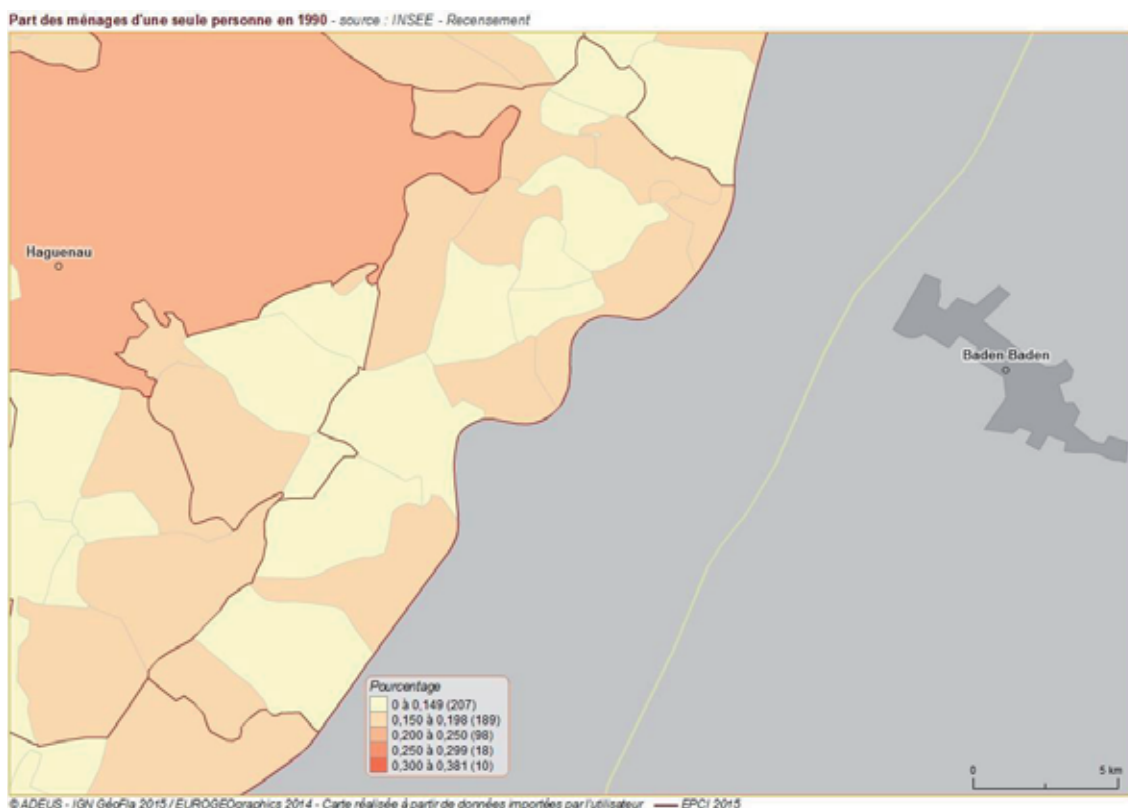 Part des ménages d'une seule personne en 1990 - source : INSEE - Recensement
Haguenau
Baden Baden
Pourcentage
0 à 0,149 (207)
0,150 à 0,198 (189)
0,200 à 0,250 (98)
0,250 à 0,299 (18)
0,300 à 0,381 (10)
0 5 km
© ADEUS - IGN GéoFla 2015 / EUROGEOgraphics 2014 - Carte réalisée à partir de données importées par l'utilisateur EPCI 2015